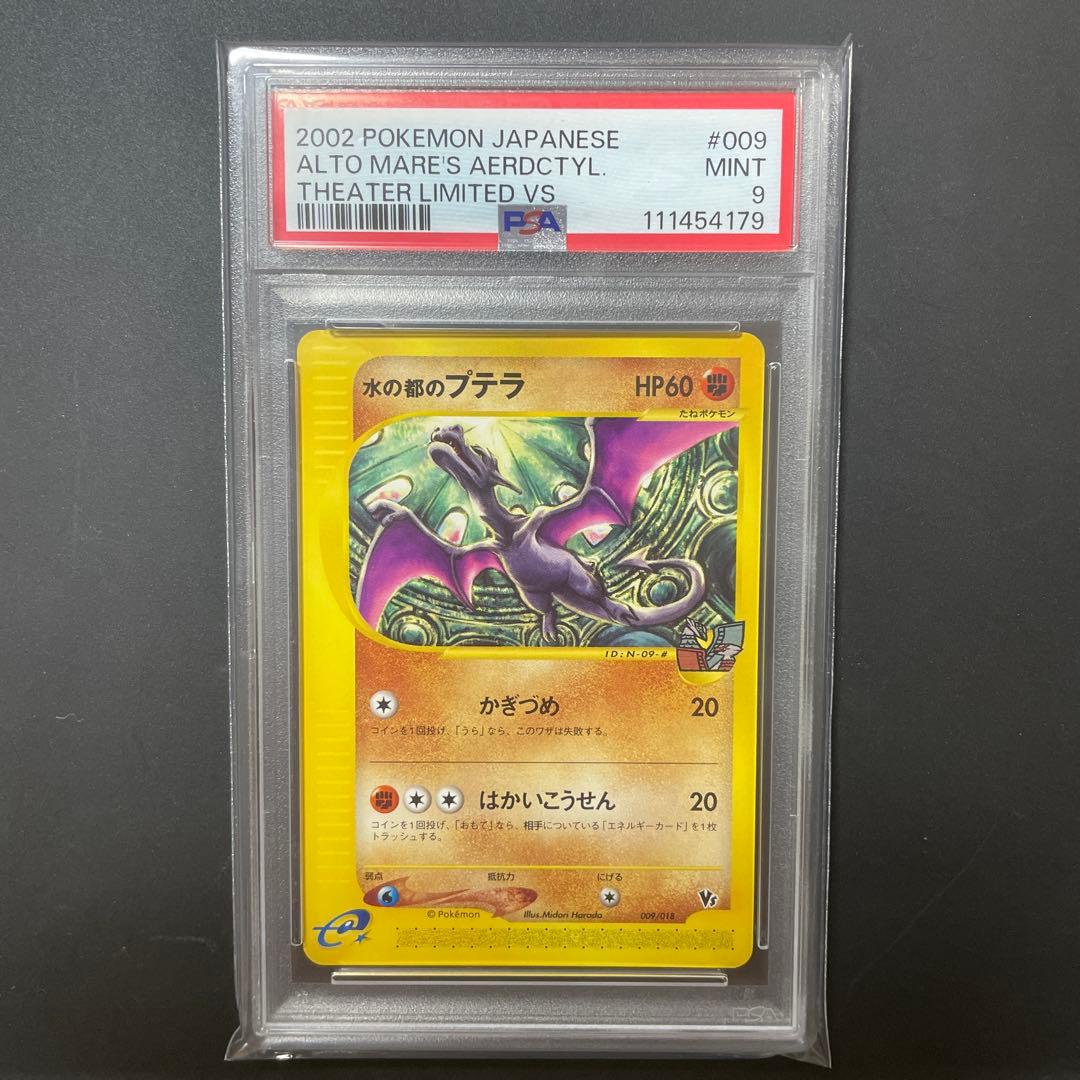 2002 POKEMON JAPANESE #009
ALTO MARE'S AERDCTYL. MINT
THEATER LIMITED VS 9
PSA 111454179
水の都のプテラ HP60
たねポケモン
ID:N-09-#
かぎづめ 20
コインを1回投げ、「うら」なら、このワザは失敗する。
はかいこうせん 20
コインを1回投げ、「おもて」なら、相手についている「エネルギーカード」を1枚
トラッシュする。
弱点 抵抗力 にげる
©Pokémon Illus.Midori Harada 009/018 VS
e
PSA